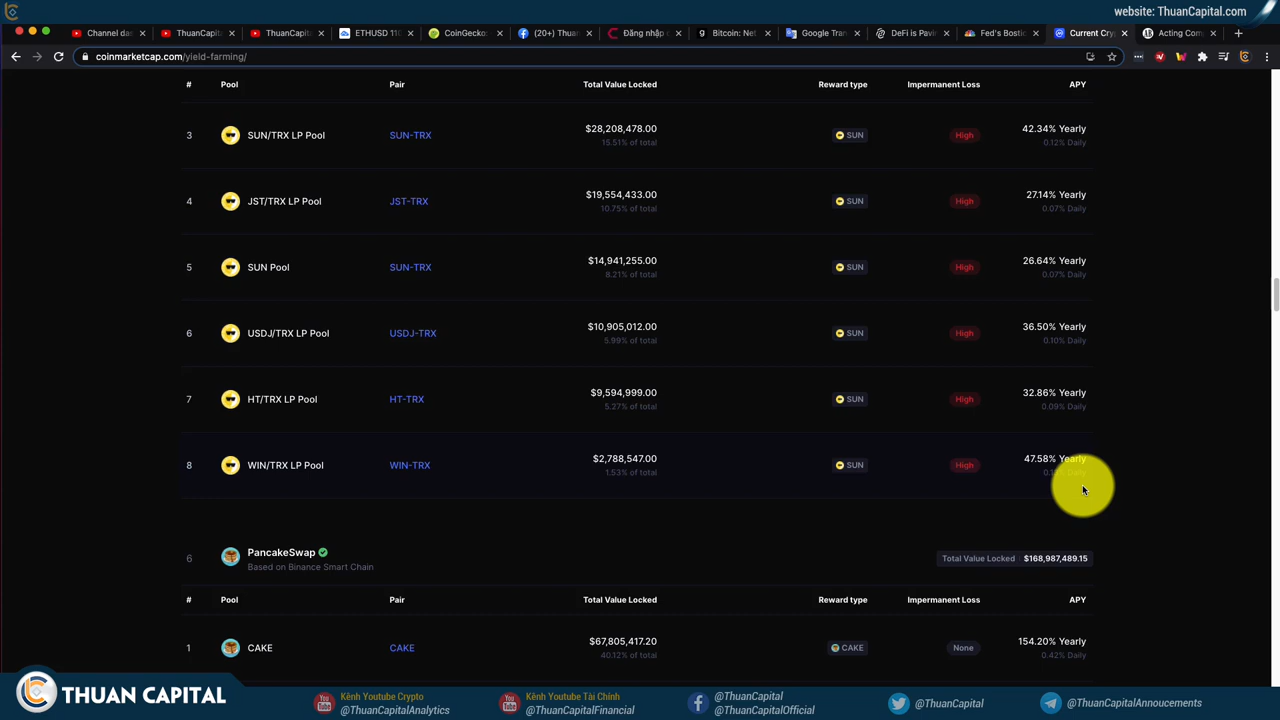 website: ThuanCapital.com
Channel das
ThuanCapita
ThuanCapita
ETHUSD 118
CoinGecko:
(20+) Thuan
Đăng nhập
Bitcoin: Net
Google Tran
DeFi is Pavin
Fed's Bostic
Current Cry
Acting Com
coinmarketcap.com/yield-farming/
# Pool Pair Total Value Locked Reward type Impermanent Loss APY
3 SUN/TRX LP Pool SUN-TRX $28,208,478.00 SUN High 42.34% Yearly
15.51% of total 0.12% Daily
4 JST/TRX LP Pool JST-TRX $19,554,433.00 SUN High 27.14% Yearly
10.75% of total 0.07% Daily
5 SUN Pool SUN-TRX $14,941,255.00 SUN High 26.64% Yearly
8.21% of total 0.07% Daily
6 USDJ/TRX LP Pool USDJ-TRX $10,905,012.00 SUN High 36.50% Yearly
5.99% of total 0.10% Daily
7 HT/TRX LP Pool HT-TRX $9,594,999.00 SUN High 32.86% Yearly
5.27% of total 0.09% Daily
8 WIN/TRX LP Pool WIN-TRX $2,788,547.00 SUN High 47.58% Yearly
1.53% of total Daily
6 PancakeSwap Total Value Locked $168,987,489.15
Based on Binance Smart Chain
# Pool Pair Total Value Locked Reward type Impermanent Loss APY
1 CAKE CAKE $67,805,417.20 CAKE None 154.20% Yearly
40.12% of total 0.42% Daily
THUAN CAPITAL
Kênh Youtube Crypto
@ThuanCapitalAnalytics
Kênh Youtube Tài Chính
@ThuanCapitalFinancial
@ThuanCapital
@ThuanCapitalOfficial
@ThuanCapital
@ThuanCapitalAnnoucements